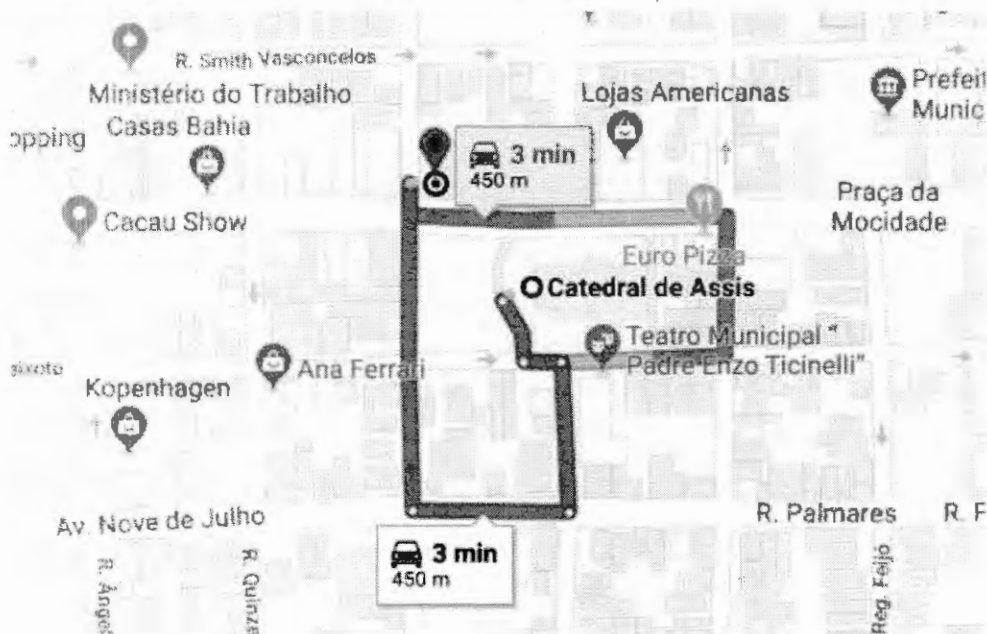 R. Smith Vasconcelos
Ministério do Trabalho
Casas Bahia
opping
Cacau Show
3 min
450 m
Lojas Americanas
Prefeit
Munic
Praça da
Mocidade
Euro Pizza
Catedral de Assis
Teatro Municipal "
Padre Enzo Ticinelli"
Ana Ferrari
eixoto
Kopenhagen
Av. Nove de Julho
R. Palmares
R. F
3 min
450 m
R. Ângel
R. Quinze
Reg. Feijó